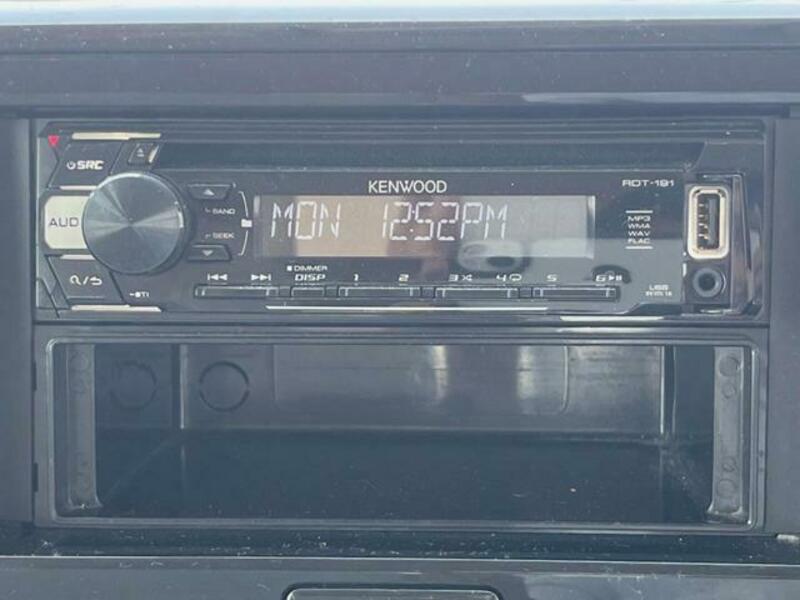 SRC
KENWOOD
RDT-191
AUD
BAND
SEEK
MON 12:52PM
MP3
WMA
WAV
FLAC
DIMMER
DISP
1 2 3 4 5 6
BTI
USB